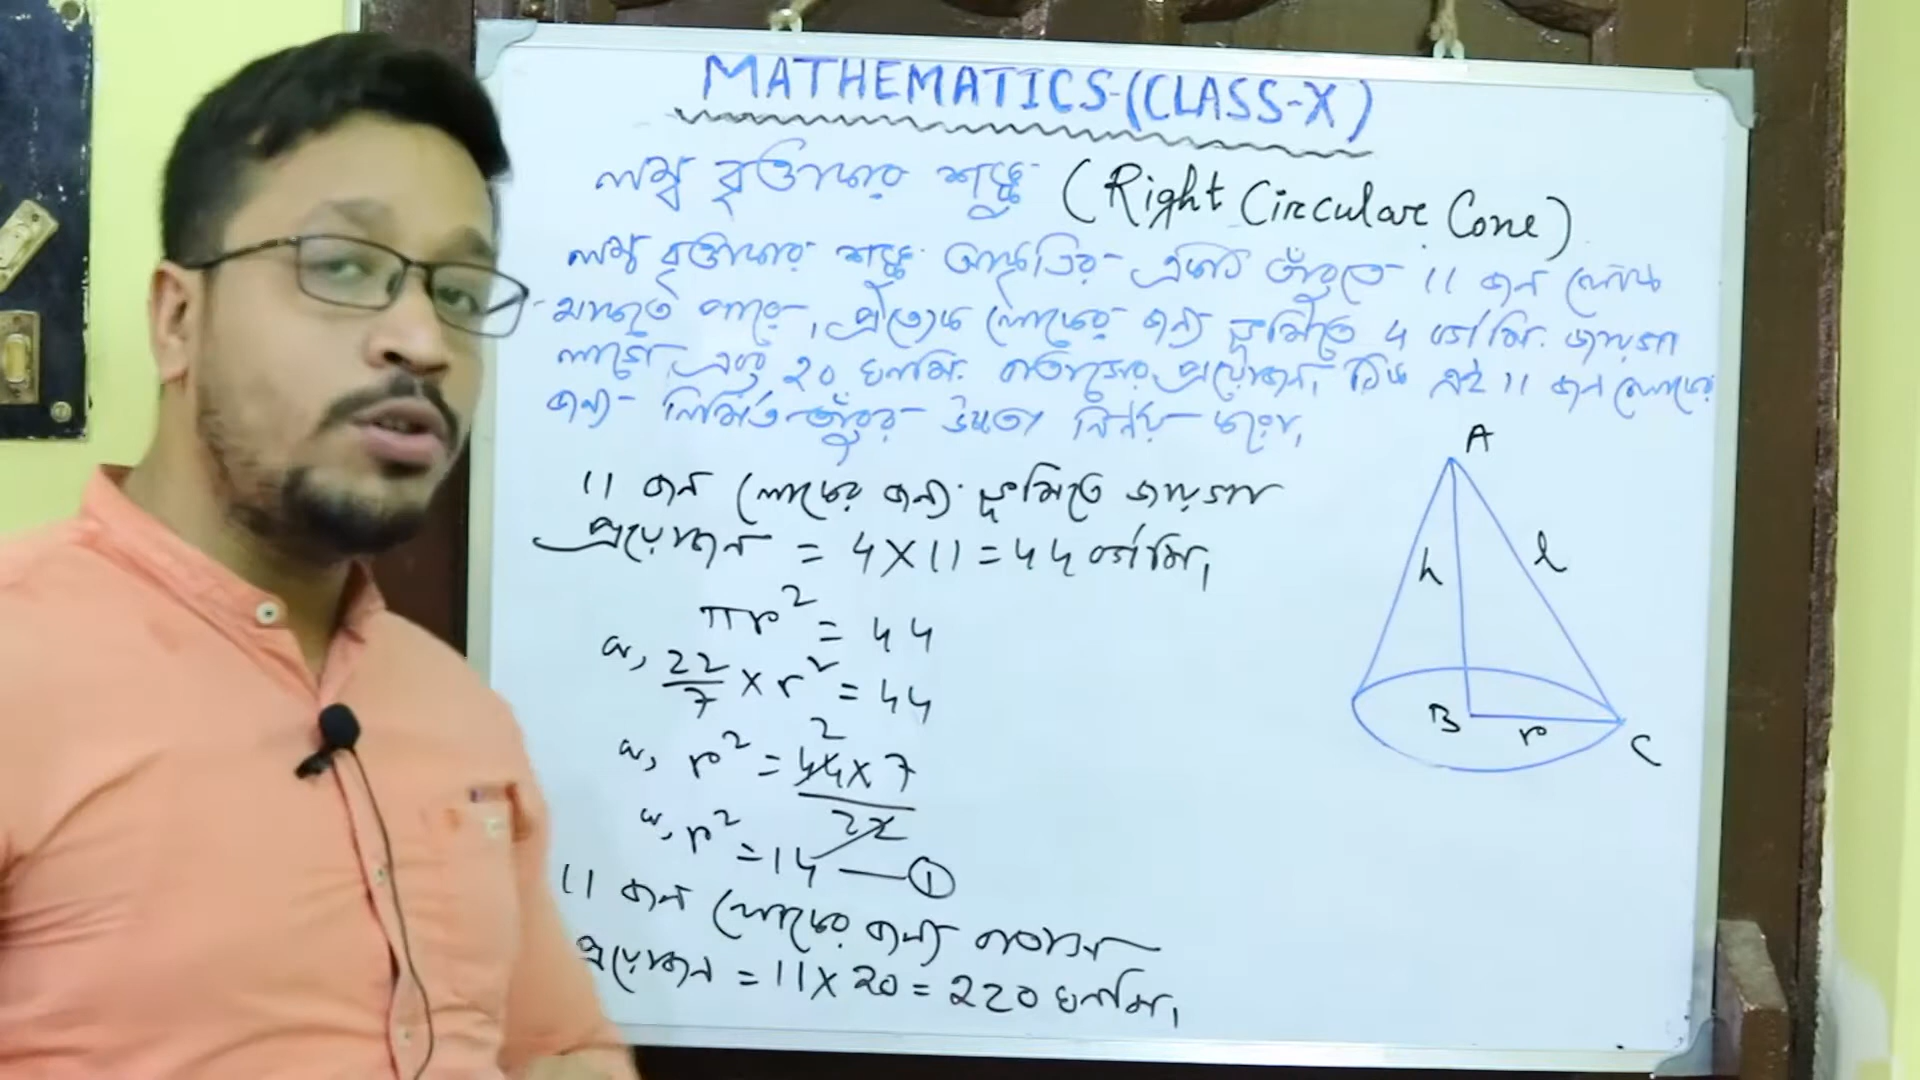 MATHEMATICS-(CLASS-X)
লম্ব বৃত্তাকার শঙ্কু (Right Circular Cone)
লম্ব বৃত্তাকার শঙ্কু আকৃতির একটি তাঁবুতে 11 জন লোক
থাকতে পারে। প্রত্যেক লোকের জন্য ভূমিতে 4 বর্গমি. জায়গা
লাগে এবং 20 ঘনমি. বাতাসের প্রয়োজন। ঠিক এই 11 জন লোকের
জন্য নির্মিত তাঁবুর উচ্চতা নির্ণয় করো।
11 জন লোকের জন্য ভূমিতে জায়গা
প্রয়োজন = 4 X 11 = 44 বর্গমি।
πr² = 44
বা, 22/7 x r² = 44
বা, r² = 44x7/22
2
বা, r² = 14 — ①
11 জন লোকের জন্য বাতাস
প্রয়োজন = 11 X 20 = 220 ঘনমি।
A
h
l
B
r
C